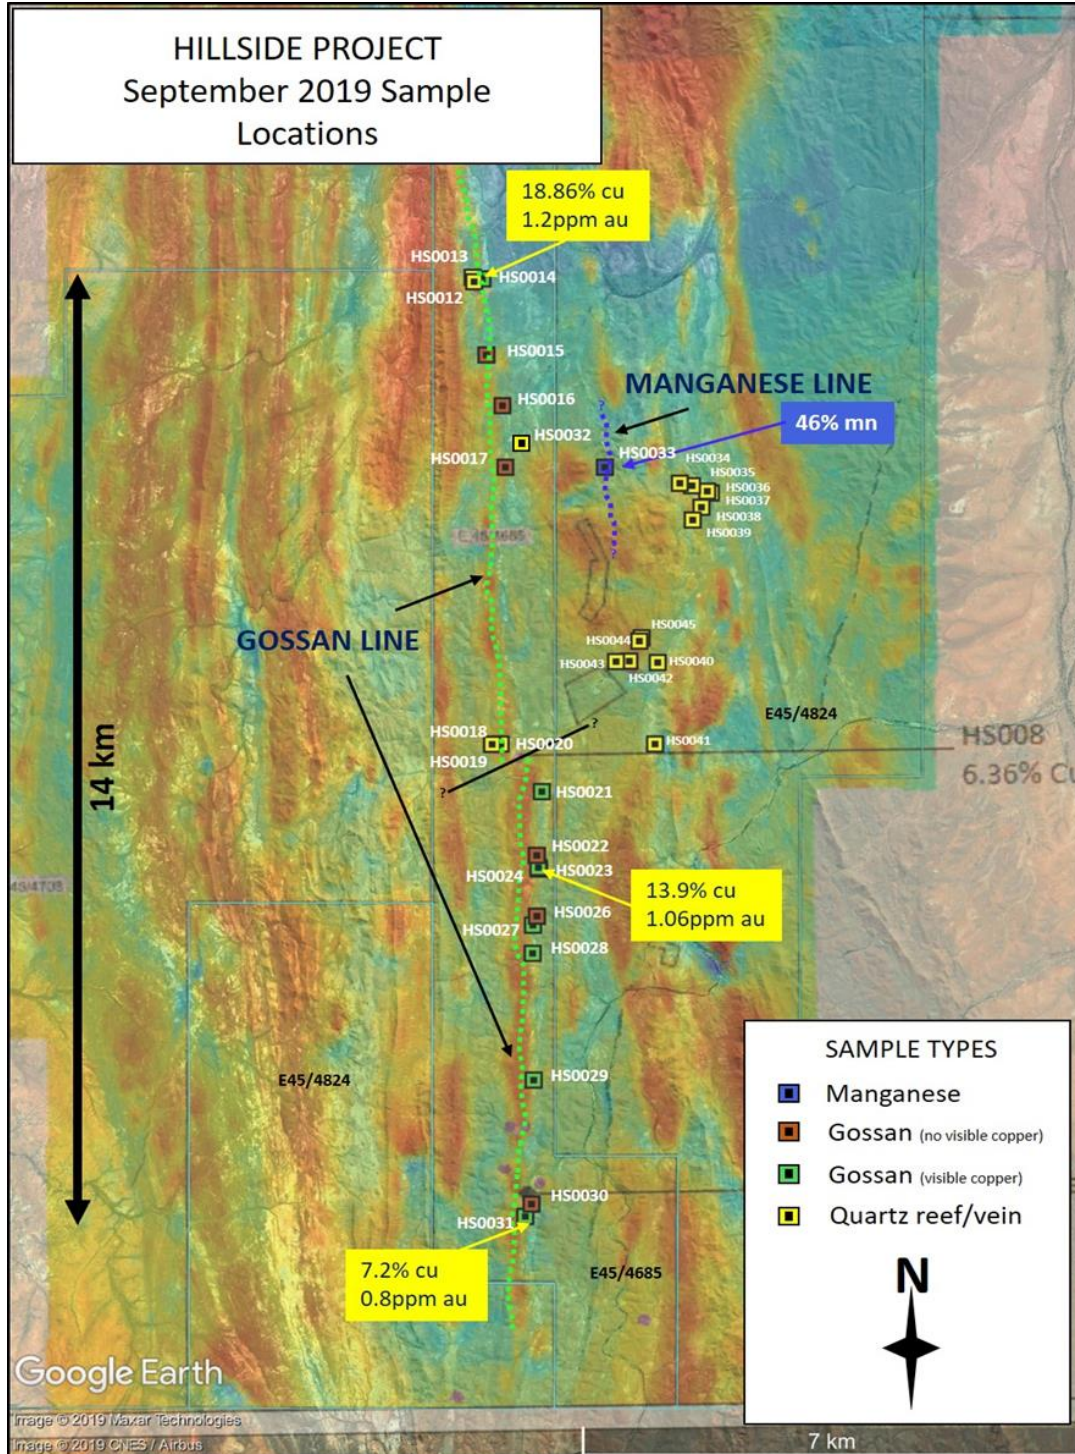 HILLSIDE PROJECT
September 2019 Sample
Locations
18.86% cu
1.2ppm au
HS0013
HS0014
HS0012
HS0015
MANGANESE LINE
HS0016
46% mn
HS0032
HS0033
HS0017
HS0034
HS0035
HS0036
HS0037
HS0038
HS0039
?
?
E 45/4685
GOSSAN LINE
HS0045
HS0044
HS0043
HS0040
HS0042
14 km
E45/4824
?
HS0018
HS0020
HS0041
HS0019
HS008
6.36% Cu
?
HS0021
HS0022
HS0024
HS0023
13.9% cu
1.06ppm au
HS0026
HS0027
HS0028
E45/4824
HS0029
HS0030
HS0031
7.2% cu
0.8ppm au
E45/4685
SAMPLE TYPES
Manganese
Gossan (no visible copper)
Gossan (visible copper)
Quartz reef/vein
N
Google Earth
Image © 2019 Maxar Technologies
Image © 2019 CNES / Airbus
7 km